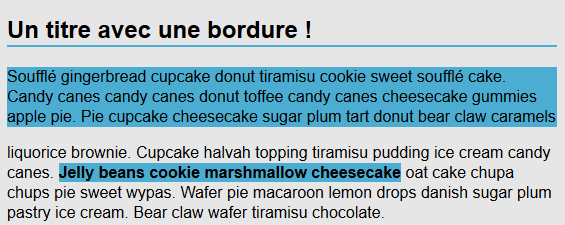 Un titre avec une bordure !
Soufflé gingerbread cupcake donut tiramisu cookie sweet soufflé cake.
Candy canes candy canes donut toffee candy canes cheesecake gummies
apple pie. Pie cupcake cheesecake sugar plum tart donut bear claw caramels
liquorice brownie. Cupcake halvah topping tiramisu pudding ice cream candy
canes. Jelly beans cookie marshmallow cheesecake oat cake chupa
chups pie sweet wypas. Wafer pie macaroon lemon drops danish sugar plum
pastry ice cream. Bear claw wafer tiramisu chocolate.